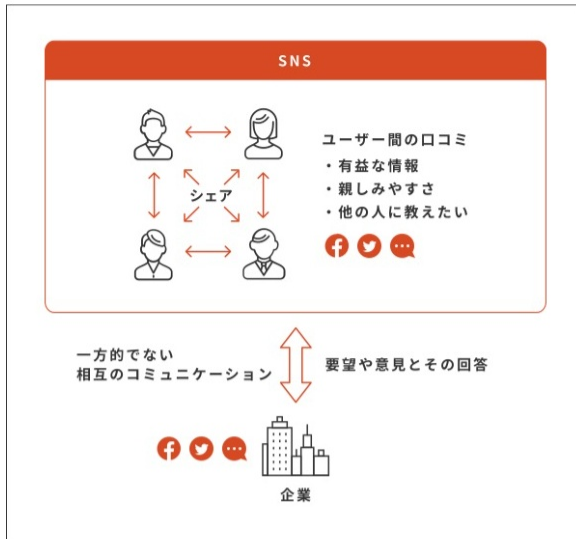 SNS
シェア
ユーザー間の口コミ
・有益な情報
・親しみやすさ
・他の人に教えたい
一方的でない
相互のコミュニケーション
要望や意見とその回答
企業